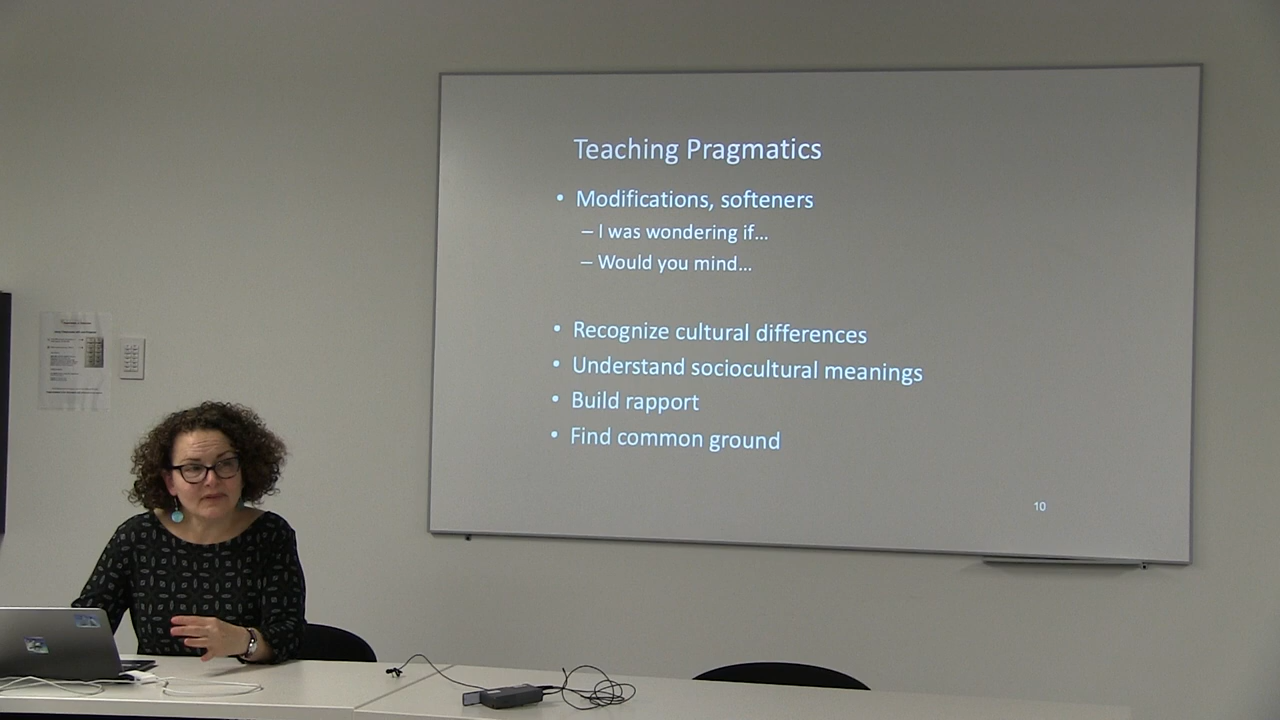 Teaching Pragmatics
• Modifications, softeners
– I was wondering if...
– Would you mind...
• Recognize cultural differences
• Understand sociocultural meanings
• Build rapport
• Find common ground
10